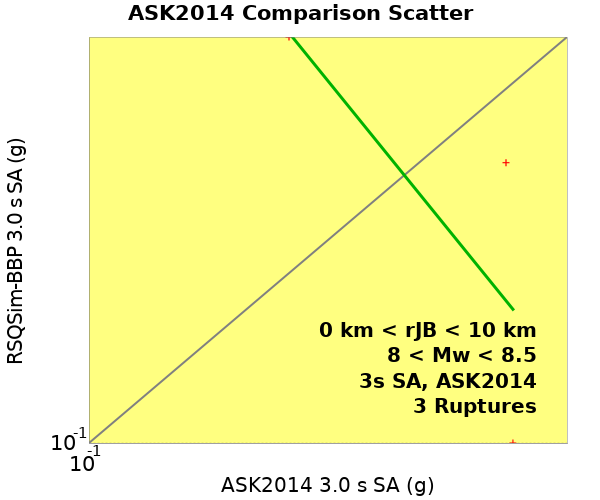 ASK2014 Comparison Scatter
RSQSim-BBP 3.0 s SA (g)
0 km < rJB < 10 km
8 < Mw < 8.5
3s SA, ASK2014
3 Ruptures
10-1
10-1
ASK2014 3.0 s SA (g)